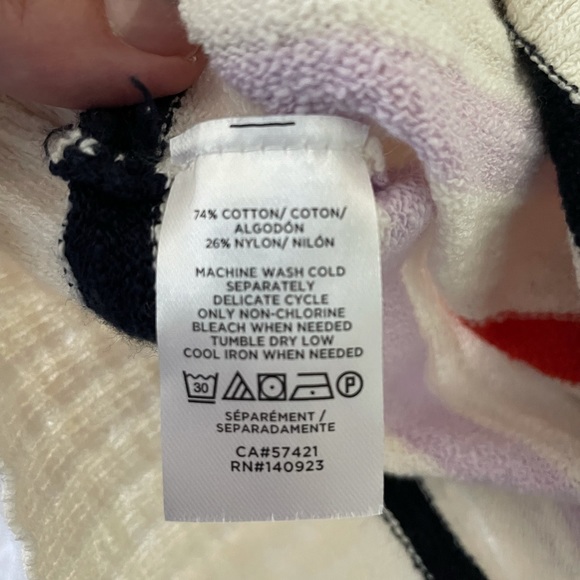 74% COTTON/ COTON/
ALGODÓN
26% NYLON/ NILÓN
MACHINE WASH COLD
SEPARATELY
DELICATE CYCLE
ONLY NON-CHLORINE
BLEACH WHEN NEEDED
TUMBLE DRY LOW
COOL IRON WHEN NEEDED
30 P
SÉPARÉMENT /
SEPARADAMENTE
CA#57421
RN#140923